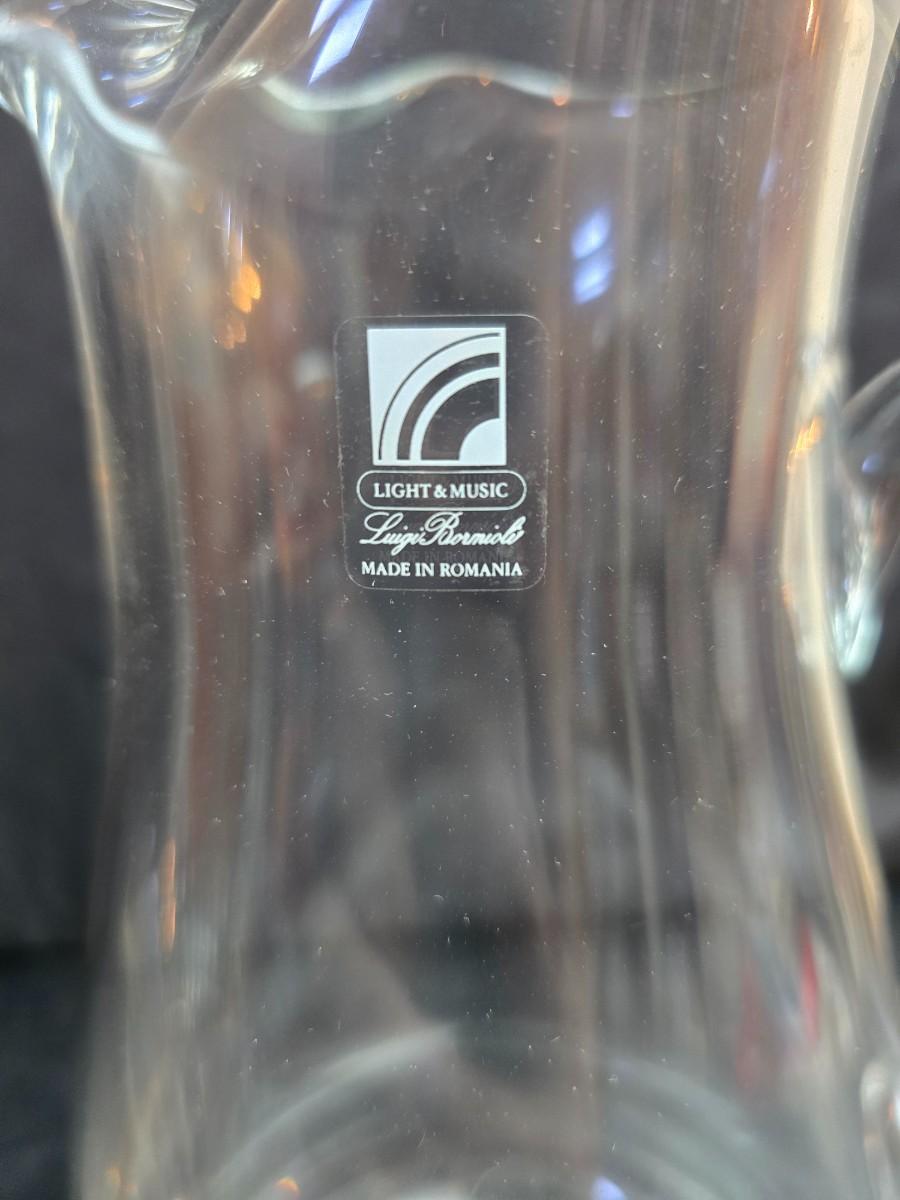 LIGHT & MUSIC
Luigi Bormioli
MADE IN ROMANIA